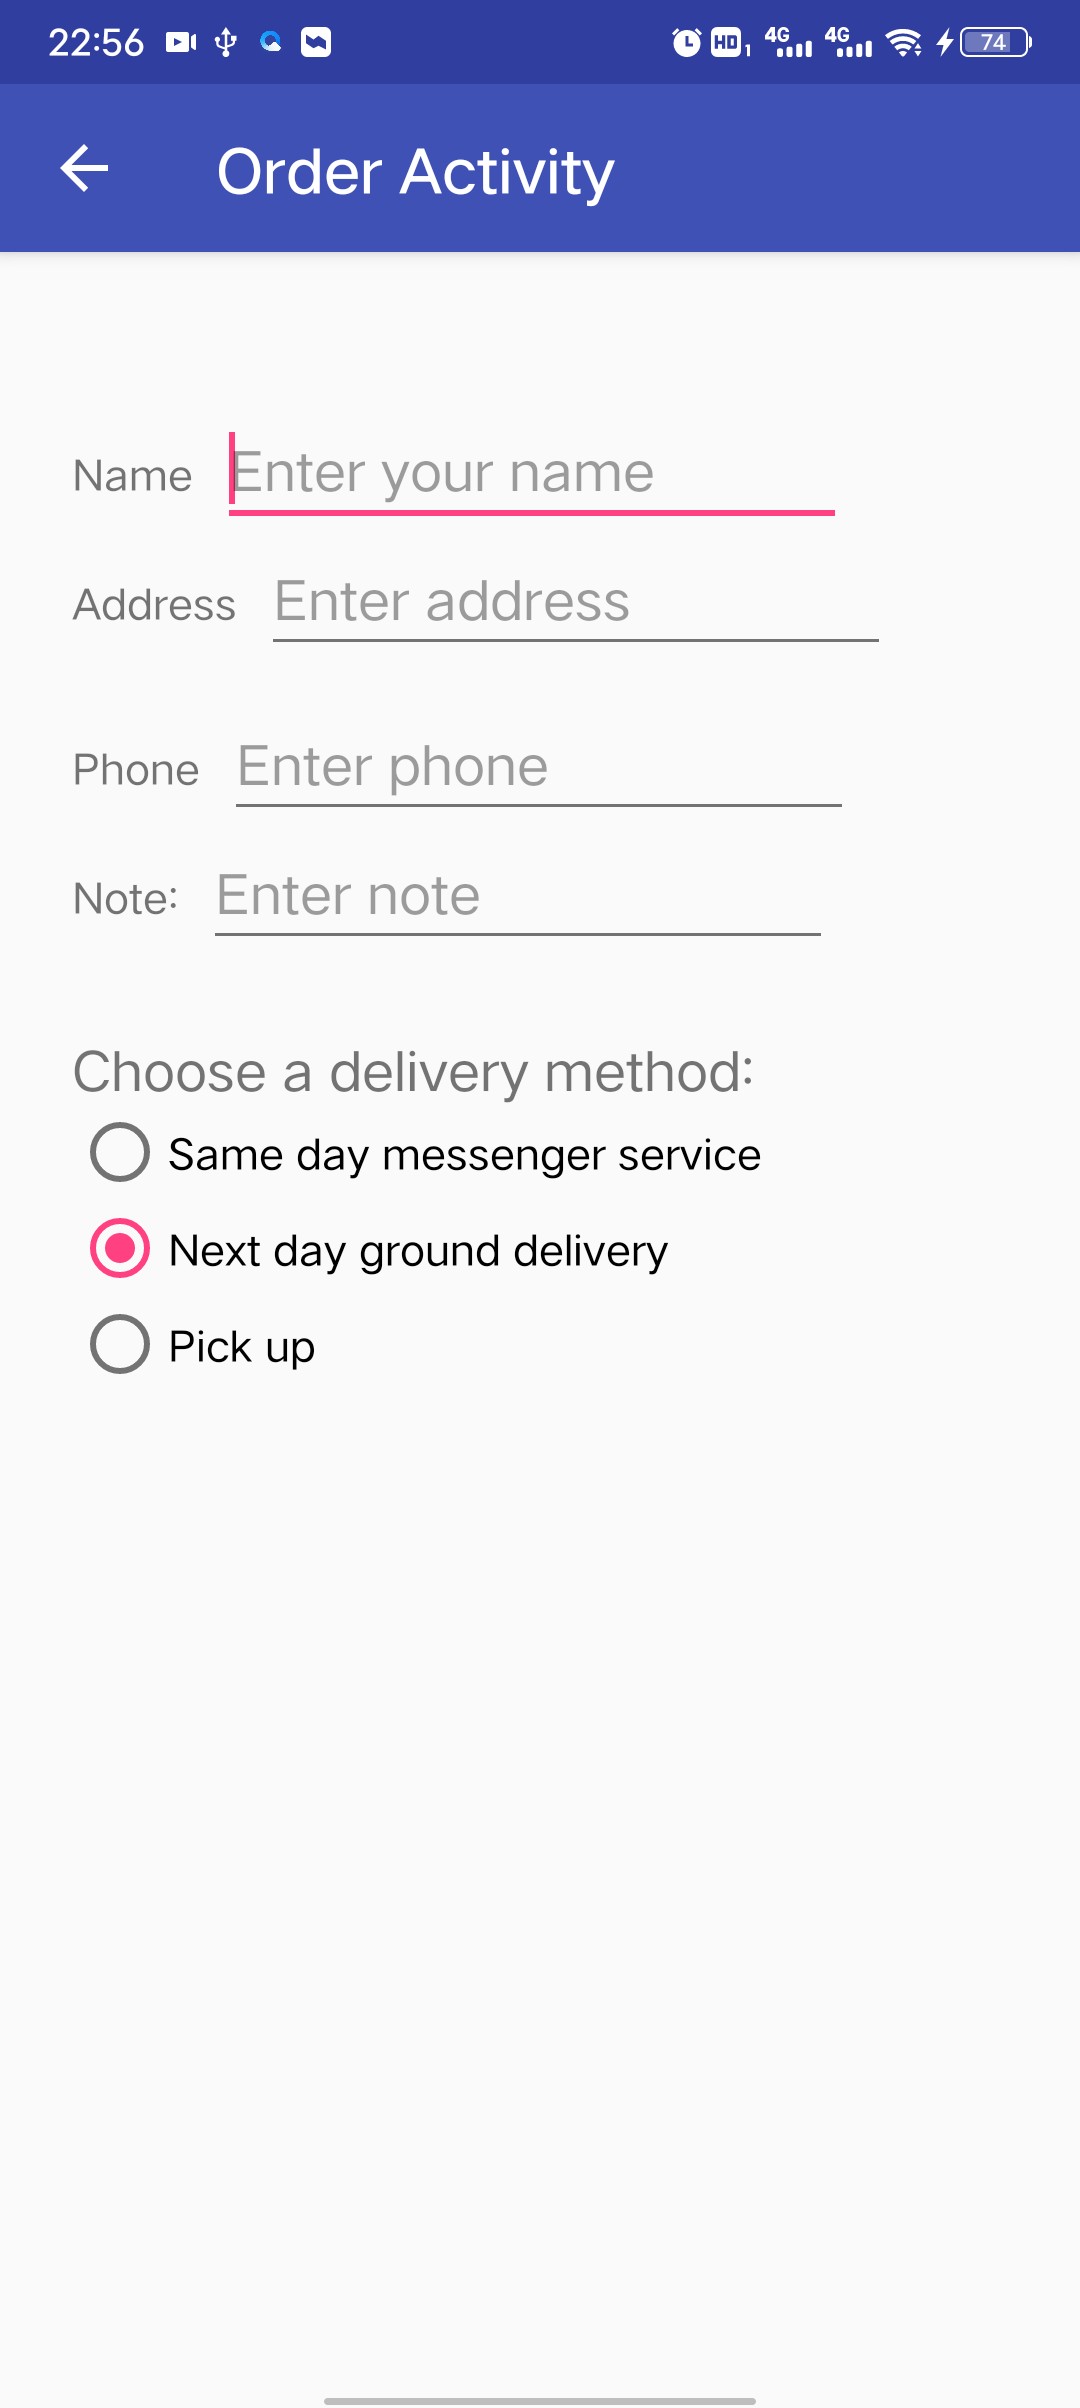 22:56 HD 1 4G 4G 74
Order Activity
Name Enter your name
Address Enter address
Phone Enter phone
Note: Enter note
Choose a delivery method:
Same day messenger service
Next day ground delivery
Pick up